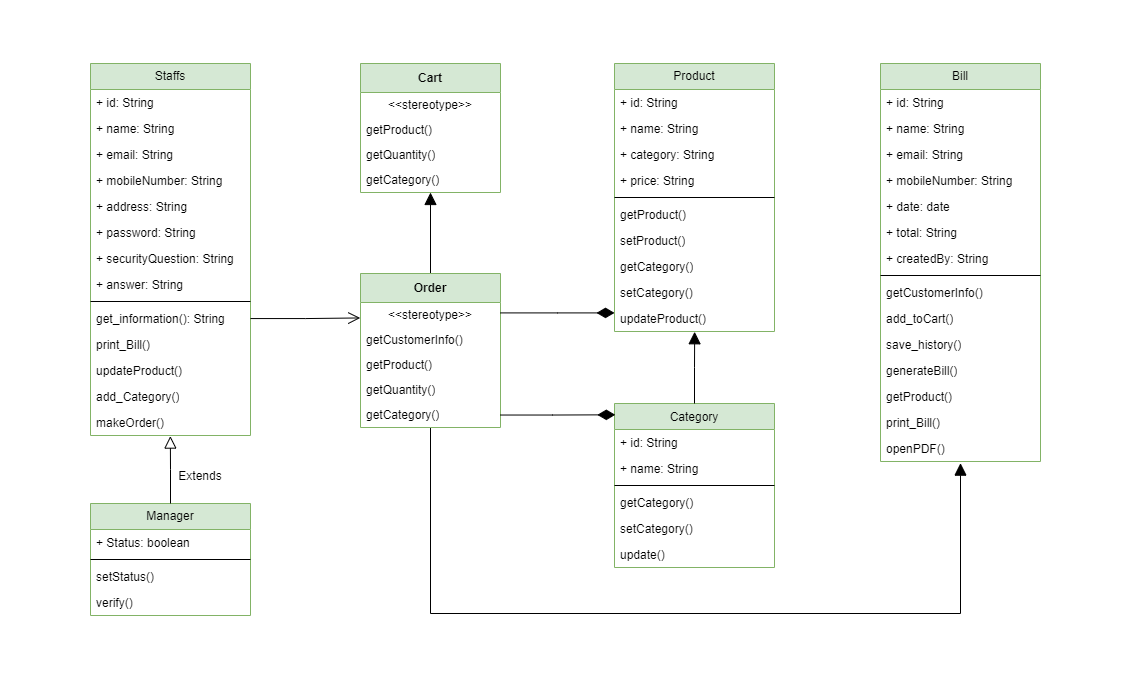 Staffs
+ id: String
+ name: String
+ email: String
+ mobileNumber: String
+ address: String
+ password: String
+ securityQuestion: String
+ answer: String
get_information(): String
print_Bill()
updateProduct()
add_Category()
makeOrder()
Extends
Manager
+ Status: boolean
setStatus()
verify()
Cart
<<stereotype>>
getProduct()
getQuantity()
getCategory()
Order
<<stereotype>>
getCustomerInfo()
getProduct()
getQuantity()
getCategory()
Product
+ id: String
+ name: String
+ category: String
+ price: String
getProduct()
setProduct()
getCategory()
setCategory()
updateProduct()
Category
+ id: String
+ name: String
getCategory()
setCategory()
update()
Bill
+ id: String
+ name: String
+ email: String
+ mobileNumber: String
+ date: date
+ total: String
+ createdBy: String
getCustomerInfo()
add_toCart()
save_history()
generateBill()
getProduct()
print_Bill()
openPDF()